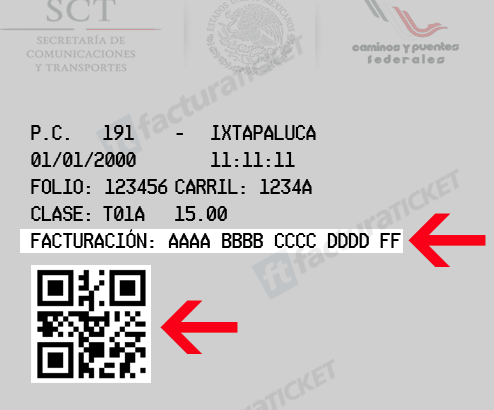 SCT
SECRETARÍA DE
COMUNICACIONES
Y TRANSPORTES
caminos y puentes
federales
P.C. 191 - IXTAPALUCA
01/01/2000 11:11:11
FOLIO: 123456 CARRIL: 1234A
CLASE: T01A 15.00
FACTURACIÓN: AAAA BBBB CCCC DDDD FF
facturaTICKET
facturaTICKET
facturaTICKET